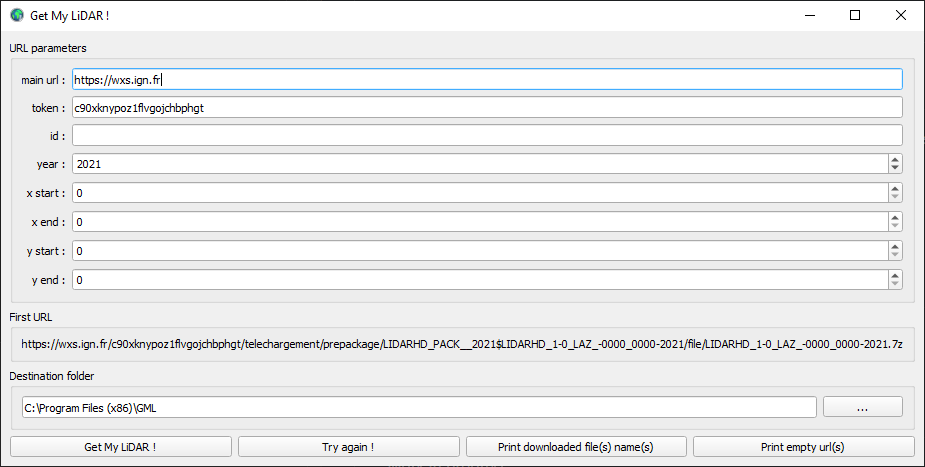 Get My LiDAR !
URL parameters
main url : https://wxs.ign.fr
token : c90xknypoz1flvgojchbphgt
id :
year : 2021
x start : 0
x end : 0
y start : 0
y end : 0
First URL
https://wxs.ign.fr/c90xknypoz1flvgojchbphgt/telechargement/prepackage/LIDARHD_PACK__2021$LIDARHD_1-0_LAZ_-0000_0000-2021/file/LIDARHD_1-0_LAZ_-0000_0000-2021.7z
Destination folder
C:\Program Files (x86)\GML ...
Get My LiDAR ! Try again ! Print downloaded file(s) name(s) Print empty url(s)